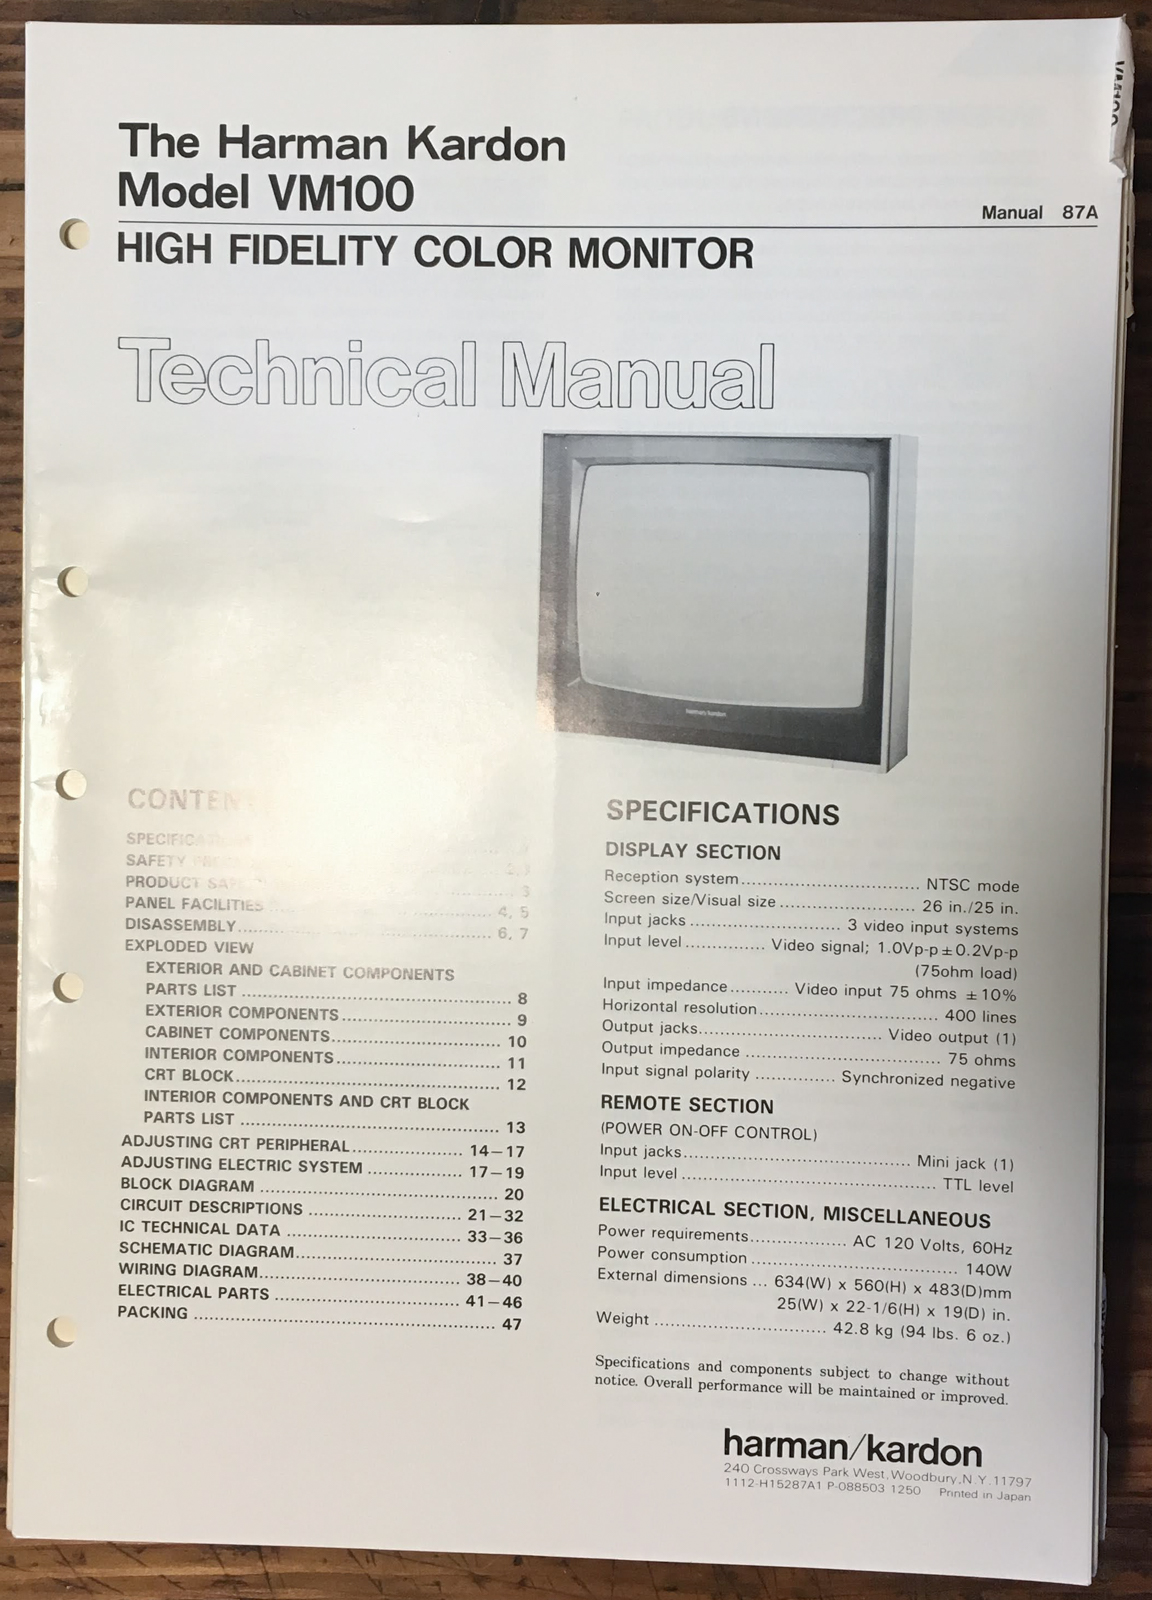 The Harman Kardon
Model VM100
Manual 87A
HIGH FIDELITY COLOR MONITOR
Technical Manual
VM100
harman/kardon
SAFETY
PRODUCT
PANEL FACILITIES .......... 4, 5
DISASSEMBLY .......... 6, 7
EXPLODED VIEW
EXTERIOR AND CABINET COMPONENTS
PARTS LIST .......... 8
EXTERIOR COMPONENTS .......... 9
CABINET COMPONENTS .......... 10
INTERIOR COMPONENTS .......... 11
CRT BLOCK .......... 12
INTERIOR COMPONENTS AND CRT BLOCK
PARTS LIST .......... 13
ADJUSTING CRT PERIPHERAL .......... 14–17
ADJUSTING ELECTRIC SYSTEM .......... 17–19
BLOCK DIAGRAM .......... 20
CIRCUIT DESCRIPTIONS .......... 21–32
IC TECHNICAL DATA .......... 33–36
SCHEMATIC DIAGRAM .......... 37
WIRING DIAGRAM .......... 38–40
ELECTRICAL PARTS .......... 41–46
PACKING .......... 47
SPECIFICATIONS
DISPLAY SECTION
Reception system .......... NTSC mode
Screen size/Visual size .......... 26 in./25 in.
Input jacks .......... 3 video input systems
Input level .......... Video signal; 1.0Vp-p±0.2Vp-p
(75ohm load)
Input impedance .......... Video input 75 ohms ±10%
Horizontal resolution .......... 400 lines
Output jacks .......... Video output (1)
Output impedance .......... 75 ohms
Input signal polarity .......... Synchronized negative
REMOTE SECTION
(POWER ON-OFF CONTROL)
Input jacks .......... Mini jack (1)
Input level .......... TTL level
ELECTRICAL SECTION, MISCELLANEOUS
Power requirements .......... AC 120 Volts, 60Hz
Power consumption .......... 140W
External dimensions ... 634(W) x 560(H) x 483(D)mm
25(W) x 22-1/6(H) x 19(D) in.
Weight .......... 42.8 kg (94 lbs. 6 oz.)
Specifications and components subject to change without
notice. Overall performance will be maintained or improved.
harman/kardon
240 Crossways Park West, Woodbury, N.Y. 11797
1112-H15287A1 P-088503 1250 Printed in Japan